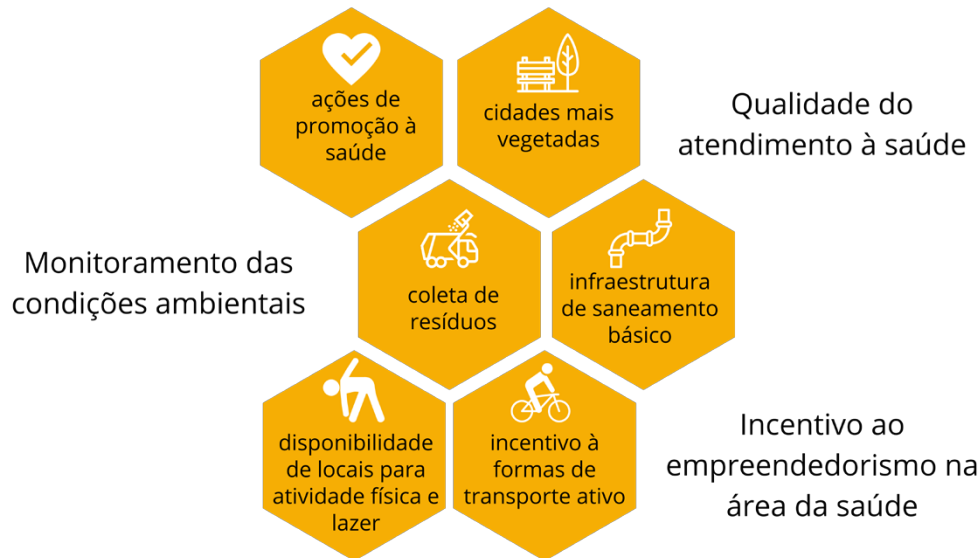 ações de
promoção à
saúde
cidades mais
vegetadas
Qualidade do
atendimento à saúde
Monitoramento das
condições ambientais
coleta de
resíduos
infraestrutura
de saneamento
básico
disponibilidade
de locais para
atividade física e
lazer
incentivo à
formas de
transporte ativo
Incentivo ao
empreendedorismo na
área da saúde